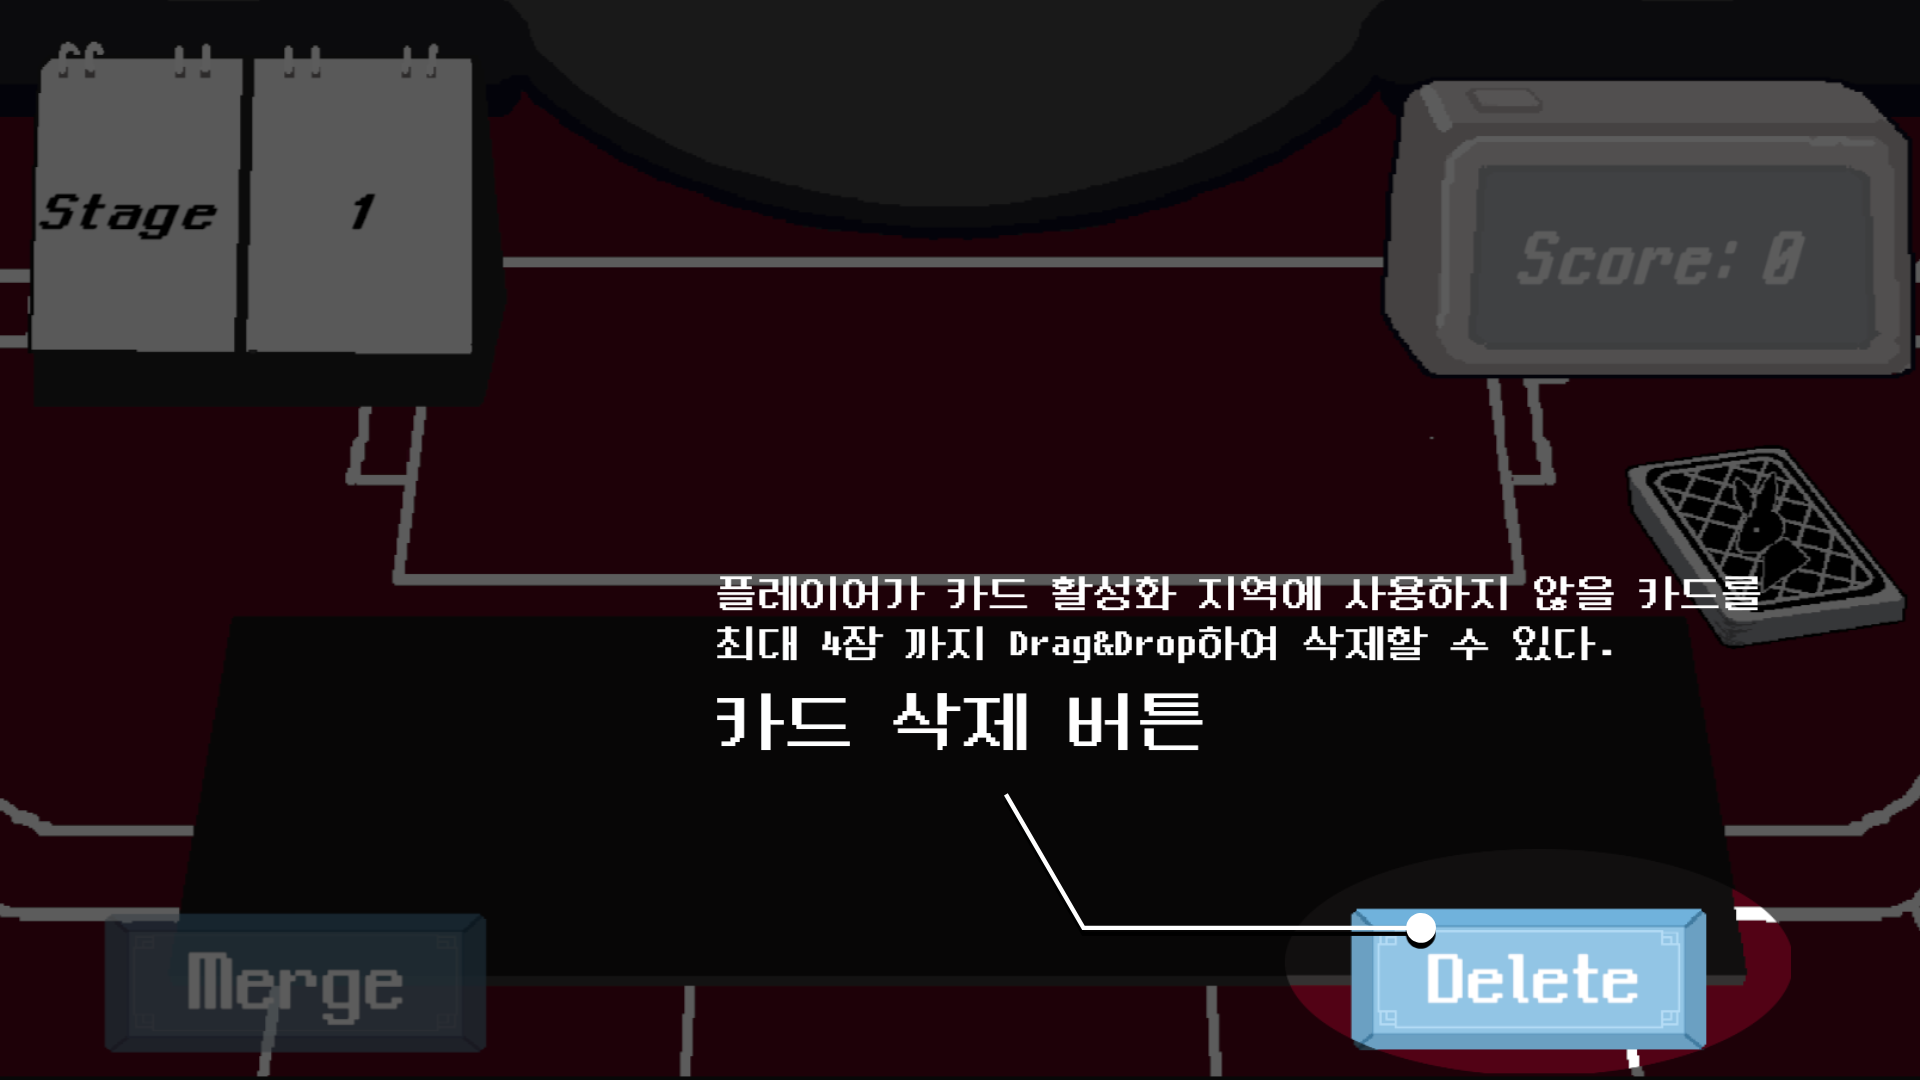 Stage 1
Score: 0
플레이어가 카드 활성화 지역에 사용하지 않을 카드를
최대 4장 까지 Drag&Drop하여 삭제할 수 있다.
카드 삭제 버튼
Merge
Delete